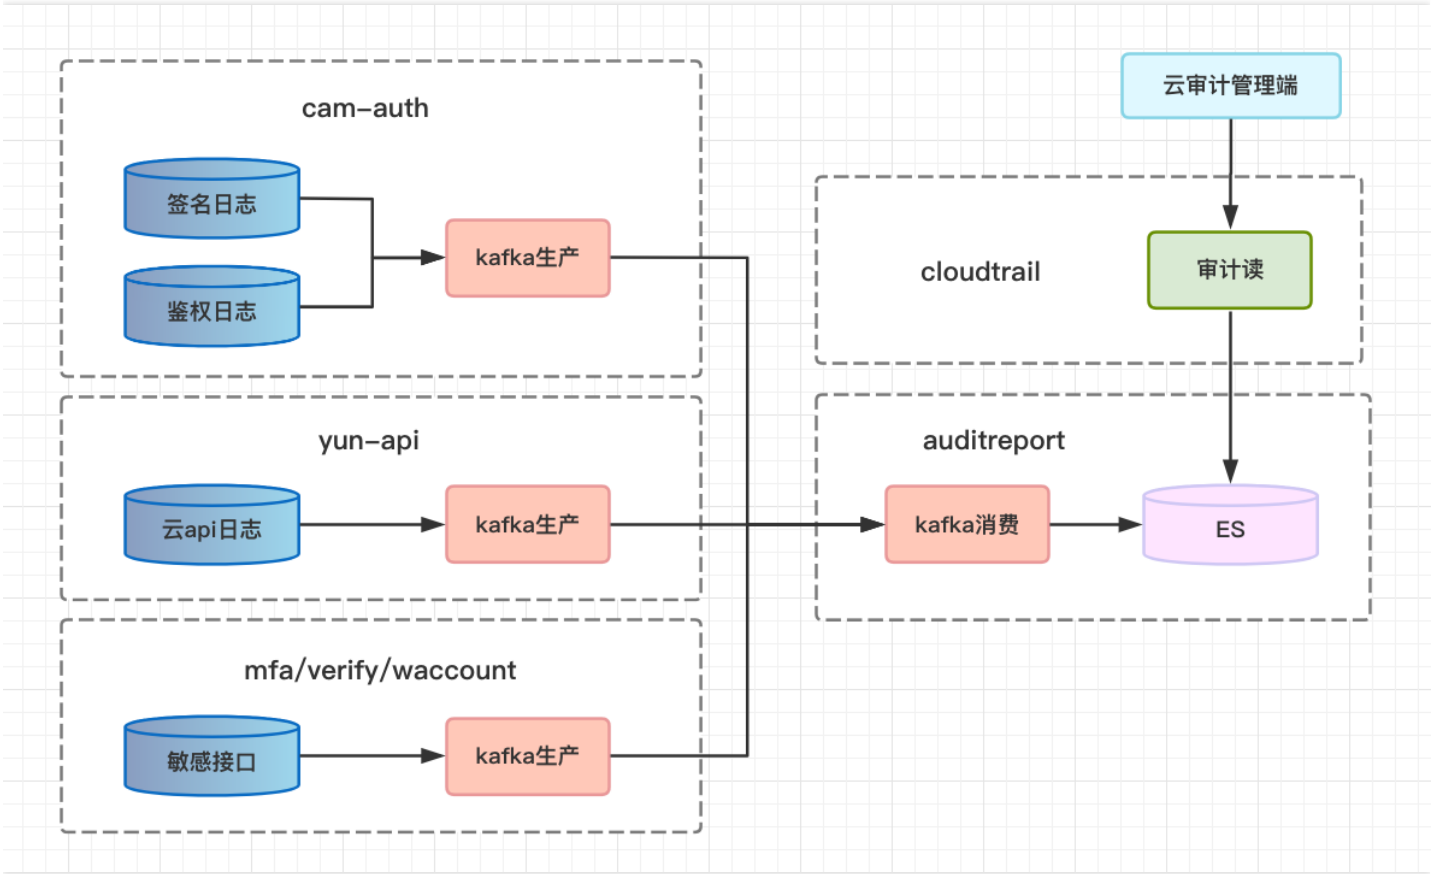 cam-auth
签名日志
鉴权日志
kafka生产
yun-api
云api日志
kafka生产
mfa/verify/waccount
敏感接口
kafka生产
云审计管理端
cloudtrail
审计读
auditreport
kafka消费
ES